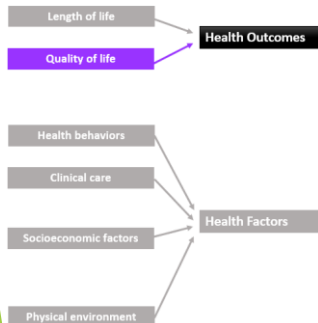 Length of life
Health Outcomes
Quality of life
Health behaviors
Clinical care
Health Factors
Socioeconomic factors
Physical environment